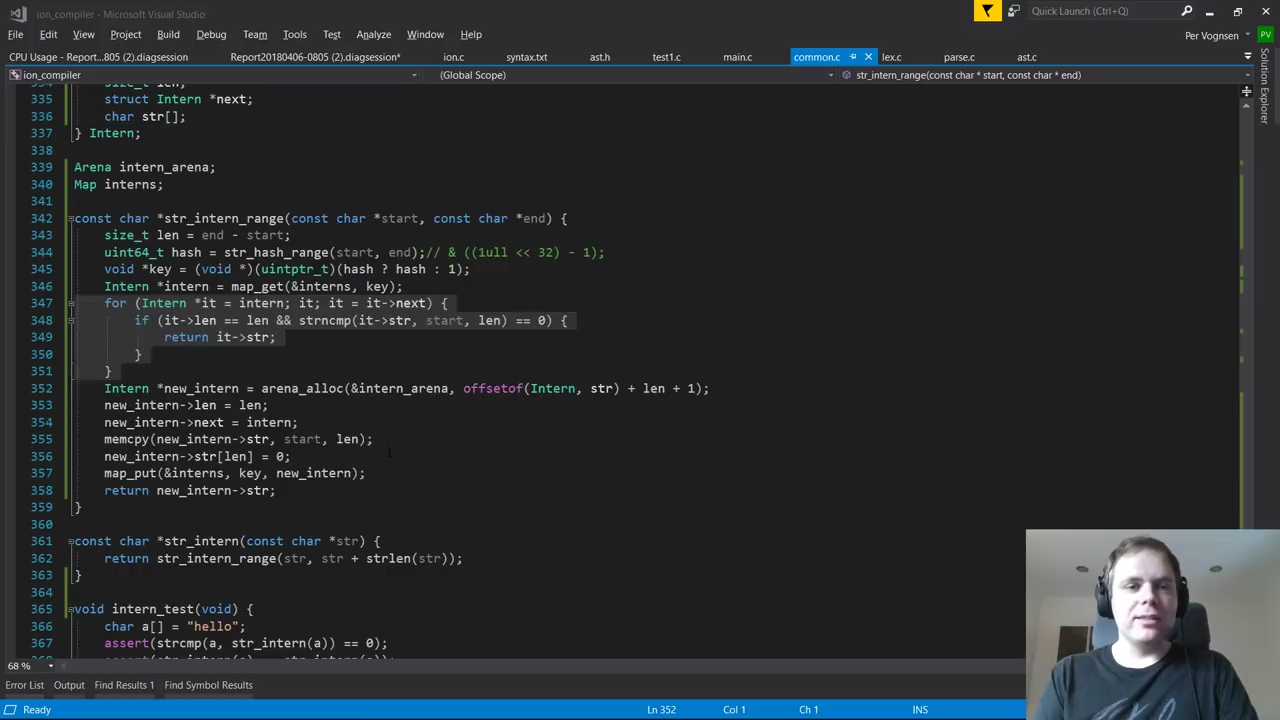 ion_compiler - Microsoft Visual Studio
Quick Launch (Ctrl+Q)
File Edit View Project Build Debug Team Tools Test Analyze Window Help
Per Vognsen PV
CPU Usage - Report...805 (2).diagsession Report20180406-0805 (2).diagsession* ion.c syntax.txt ast.h test1.c main.c common.c lex.c parse.c ast.c
ion_compiler (Global Scope) str_intern_range(const char * start, const char * end)
Solution Explorer
334 size_t len;
335 struct Intern *next;
336 char str[];
337 } Intern;
338
339 Arena intern_arena;
340 Map interns;
341
342 const char *str_intern_range(const char *start, const char *end) {
343 size_t len = end - start;
344 uint64_t hash = str_hash_range(start, end);// & ((1ull << 32) - 1);
345 void *key = (void *)(uintptr_t)(hash ? hash : 1);
346 Intern *intern = map_get(&interns, key);
347 for (Intern *it = intern; it; it = it->next) {
348 if (it->len == len && strncmp(it->str, start, len) == 0) {
349 return it->str;
350 }
351 }
352 Intern *new_intern = arena_alloc(&intern_arena, offsetof(Intern, str) + len + 1);
353 new_intern->len = len;
354 new_intern->next = intern;
355 memcpy(new_intern->str, start, len);
356 new_intern->str[len] = 0;
357 map_put(&interns, key, new_intern);
358 return new_intern->str;
359 }
360
361 const char *str_intern(const char *str) {
362 return str_intern_range(str, str + strlen(str));
363 }
364
365 void intern_test(void) {
366 char a[] = "hello";
367 assert(strcmp(a, str_intern(a)) == 0);
68 %
Error List Output Find Results 1 Find Symbol Results
Ready Ln 352 Col 1 Ch 1 INS